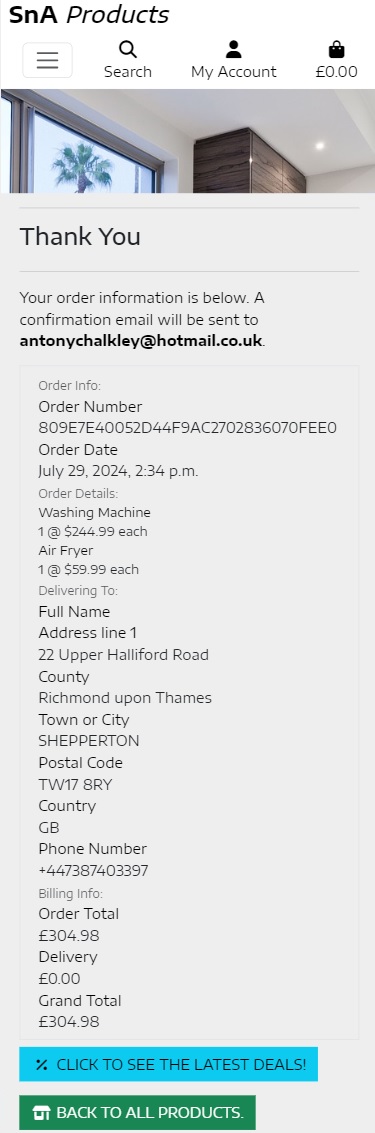 SnA Products
Search
My Account
£0.00
Thank You
Your order information is below. A
confirmation email will be sent to
antonychalkley@hotmail.co.uk.
Order Info:
Order Number
809E7E40052D44F9AC2702836070FEE0
Order Date
July 29, 2024, 2:34 p.m.
Order Details:
Washing Machine
1 @ $244.99 each
Air Fryer
1 @ $59.99 each
Delivering To:
Full Name
Address line 1
22 Upper Halliford Road
County
Richmond upon Thames
Town or City
SHEPPERTON
Postal Code
TW17 8RY
Country
GB
Phone Number
+447387403397
Billing Info:
Order Total
£304.98
Delivery
£0.00
Grand Total
£304.98
CLICK TO SEE THE LATEST DEALS!
BACK TO ALL PRODUCTS.